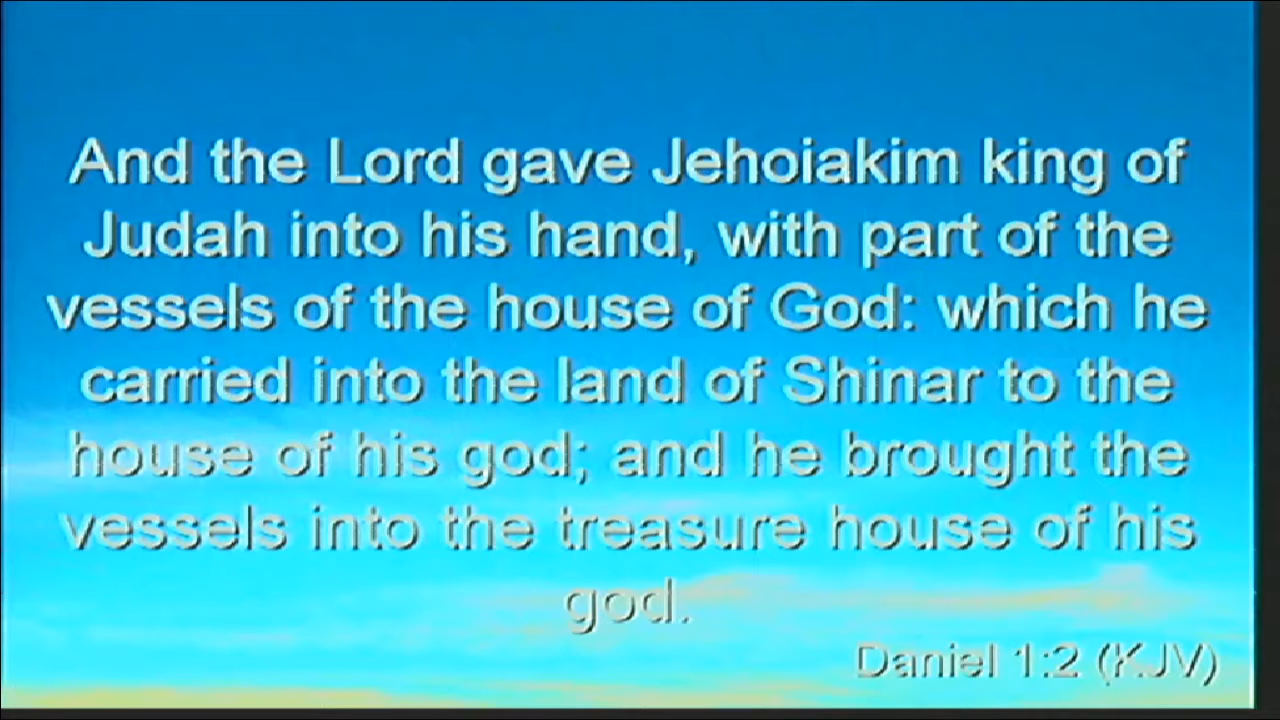 And the Lord gave Jehoiakim king of
Judah into his hand, with part of the
vessels of the house of God: which he
carried into the land of Shinar to the
house of his god; and he brought the
vessels into the treasure house of his
god.
Daniel 1:2 (KJV)